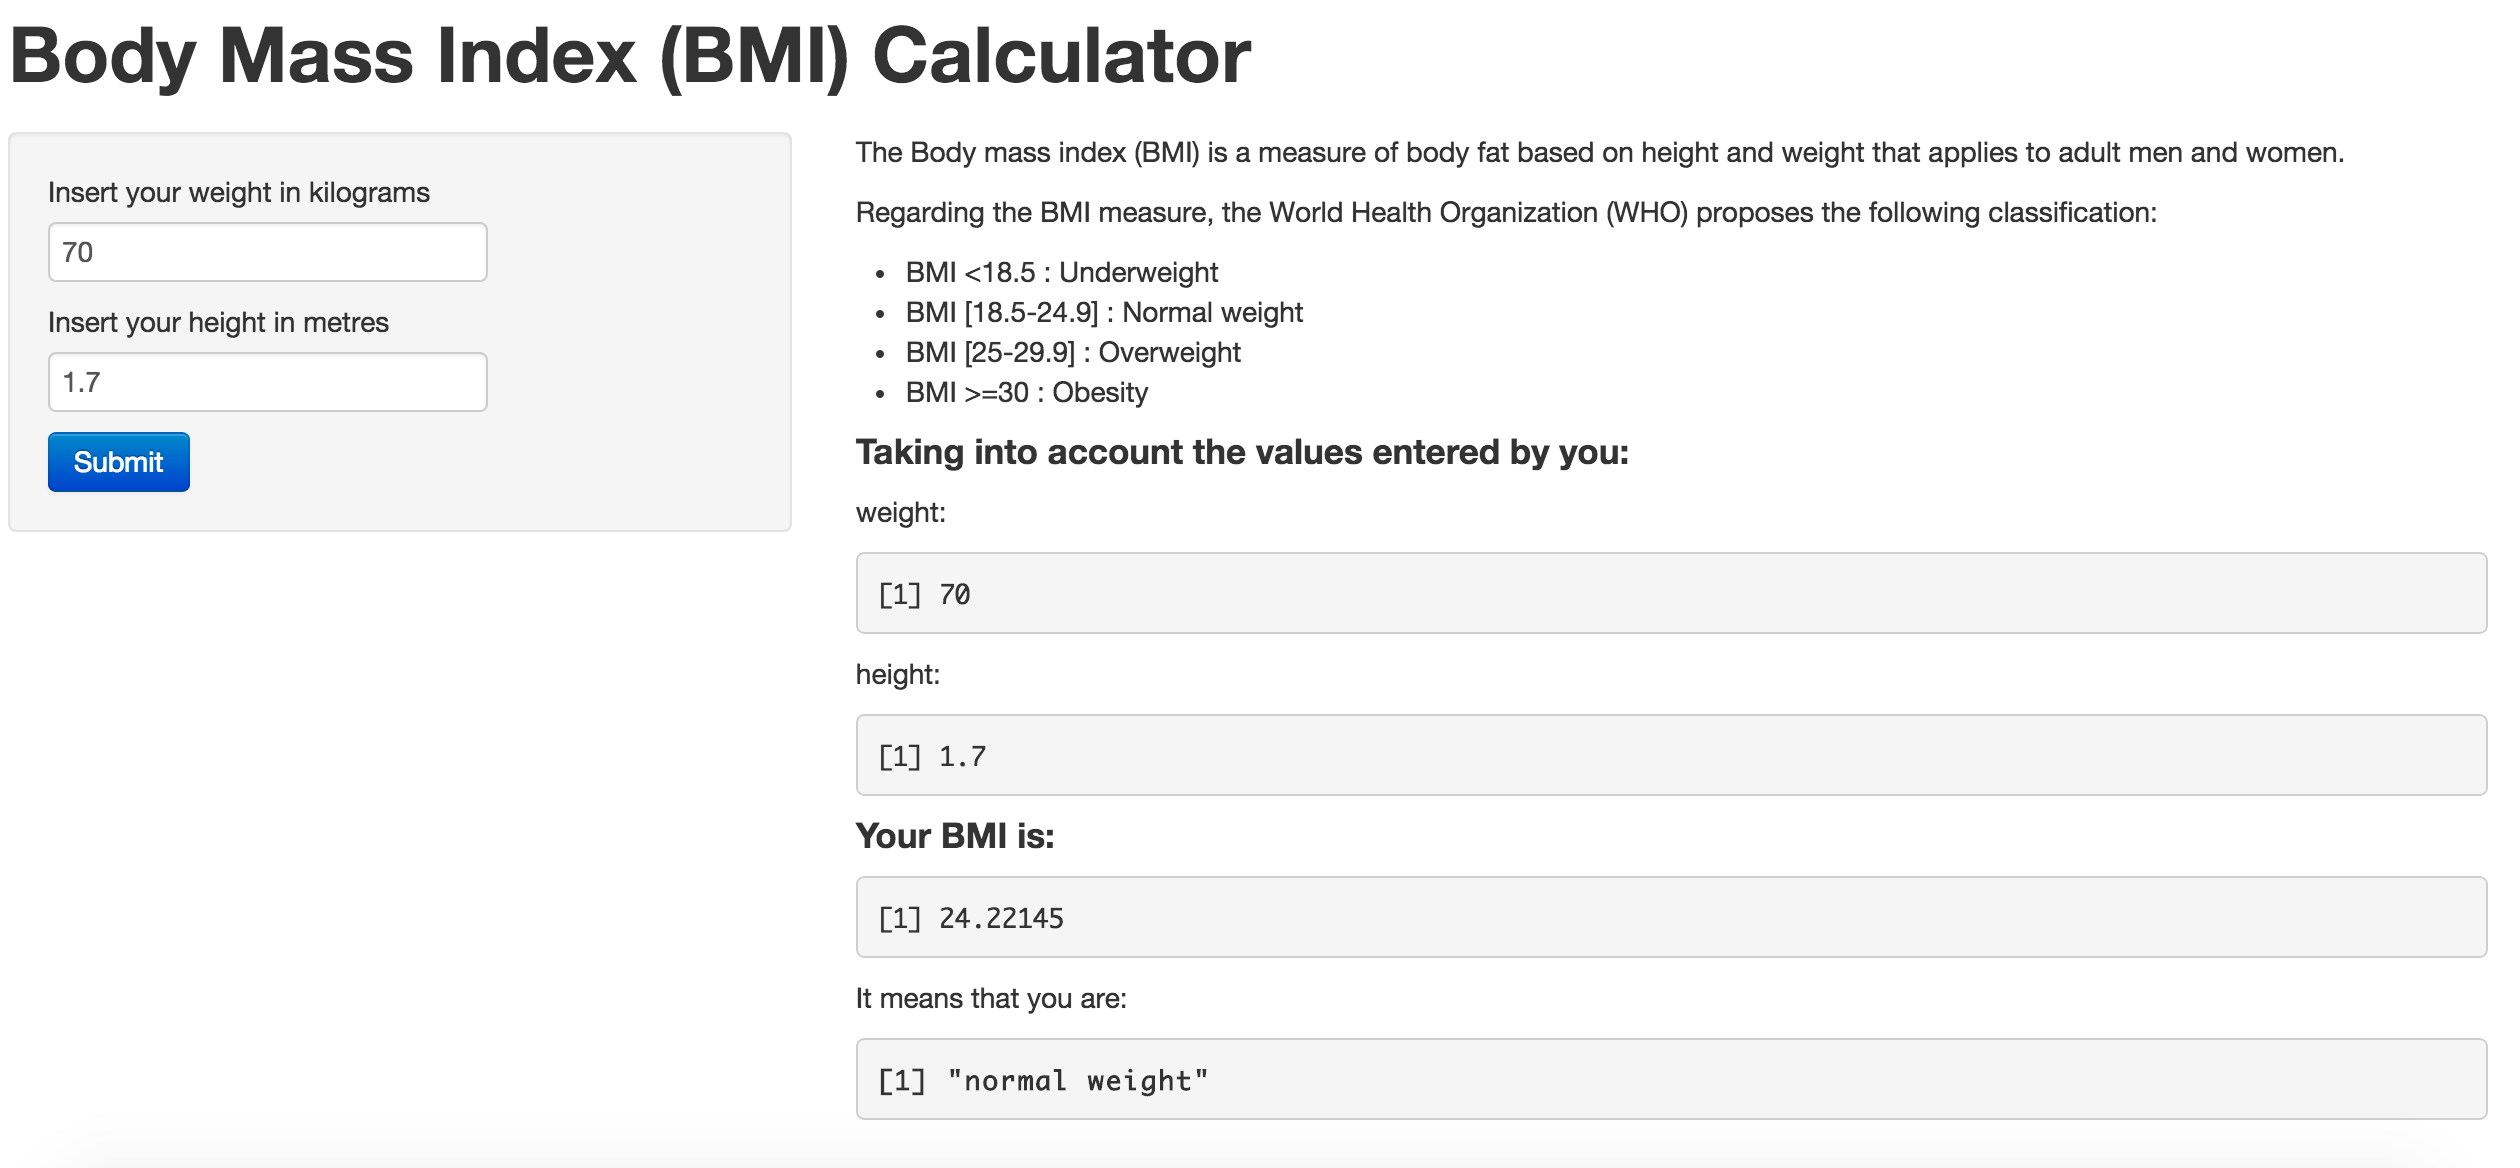 Body Mass Index (BMI) Calculator
Insert your weight in kilograms
70
Insert your height in metres
1.7
Submit
The Body mass index (BMI) is a measure of body fat based on height and weight that applies to adult men and women.
Regarding the BMI measure, the World Health Organization (WHO) proposes the following classification:
• BMI <18.5 : Underweight
• BMI [18.5-24.9] : Normal weight
• BMI [25-29.9] : Overweight
• BMI >=30 : Obesity
Taking into account the values entered by you:
weight:
[1] 70
height:
[1] 1.7
Your BMI is:
[1] 24.22145
It means that you are:
[1] "normal weight"